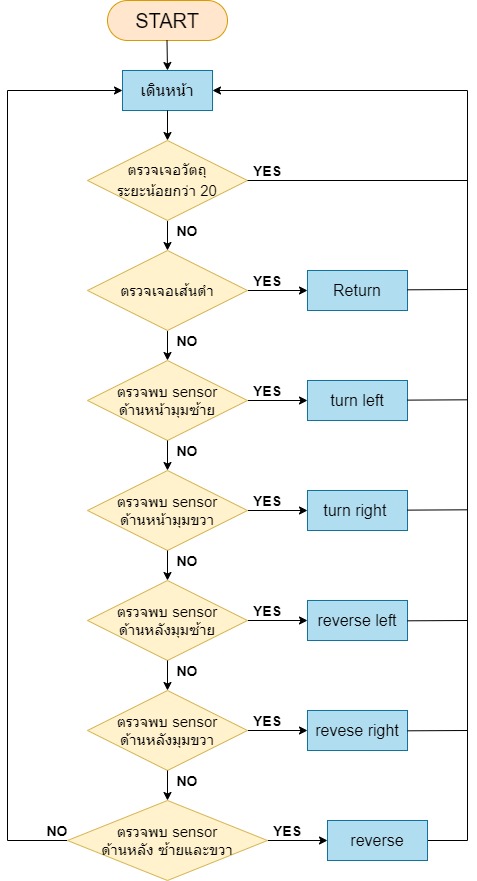 START
เดินหน้า
ตรวจเจอวัตถุ
ระยะน้อยกว่า 20
YES
NO
ตรวจเจอเส้นดำ
YES
Return
NO
ตรวจพบ sensor
ด้านหน้ามุมซ้าย
YES
turn left
NO
ตรวจพบ sensor
ด้านหน้ามุมขวา
YES
turn right
NO
ตรวจพบ sensor
ด้านหลังมุมซ้าย
YES
reverse left
NO
ตรวจพบ sensor
ด้านหลังมุมขวา
YES
revese right
NO
NO
ตรวจพบ sensor
ด้านหลัง ซ้ายและขวา
YES
reverse